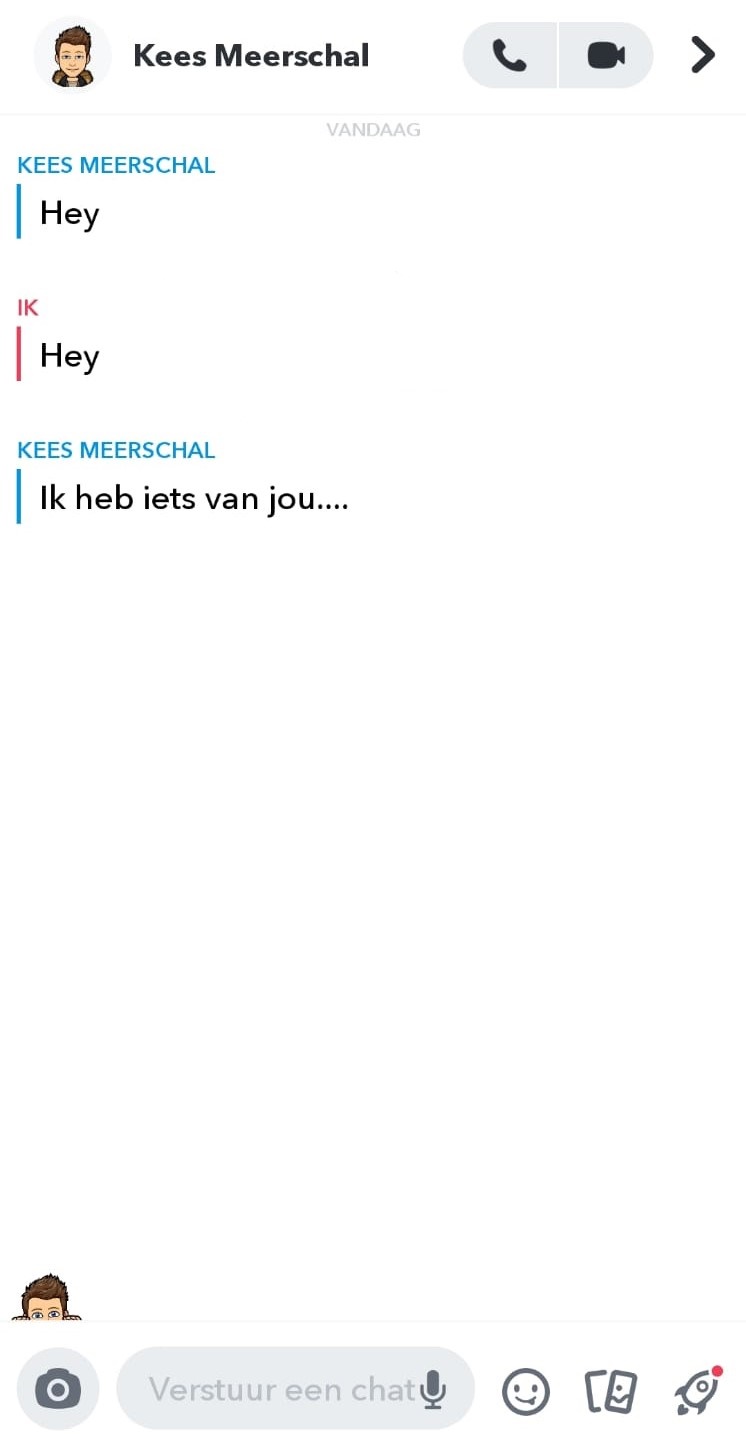 Kees Meerschal
VANDAAG
KEES MEERSCHAL
Hey
IK
Hey
KEES MEERSCHAL
Ik heb iets van jou....
Verstuur een chat